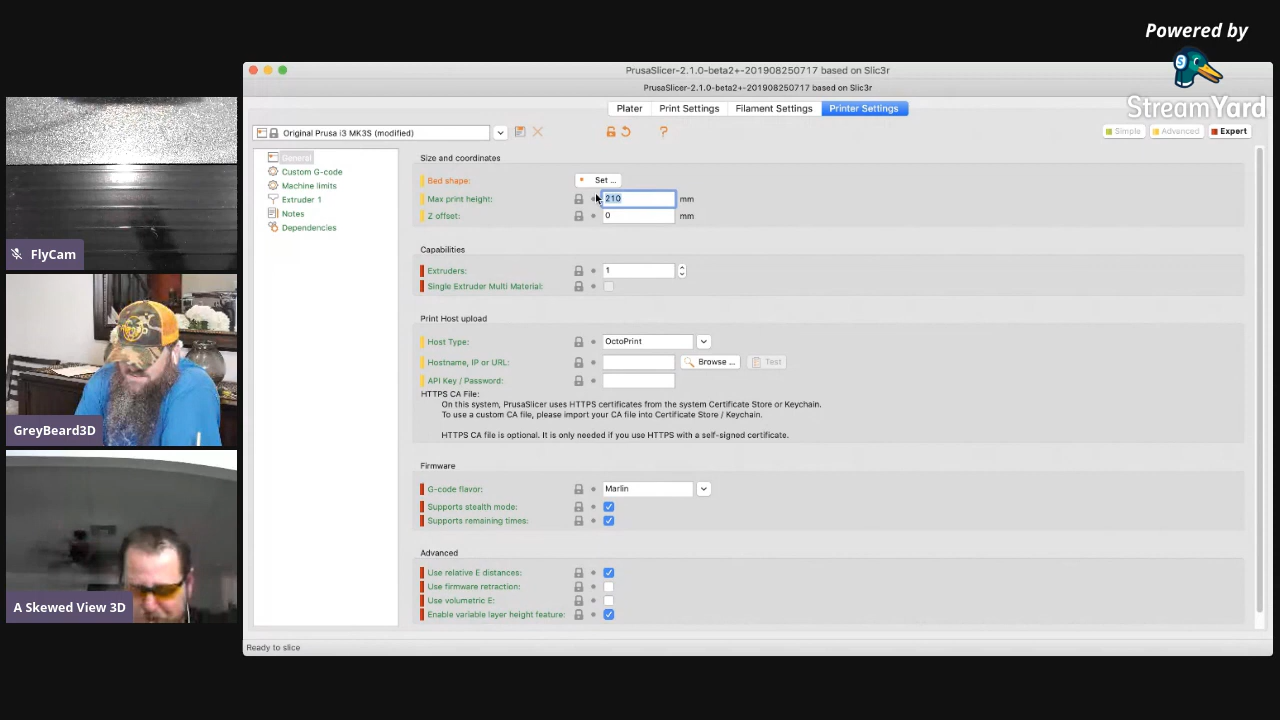 Powered by
StreamYard
FlyCam
GreyBeard3D
A Skewed View 3D
PrusaSlicer-2.1.0-beta2+-201908250717 based on Slic3r
PrusaSlicer-2.1.0-beta2+-201908250717 based on Slic3r
Plater Print Settings Filament Settings Printer Settings
Original Prusa i3 MK3S (modified)
? Simple Advanced Expert
General
Custom G-code
Machine limits
Extruder 1
Notes
Dependencies
Size and coordinates
Bed shape: Set ...
Max print height: 210 mm
Z offset: 0 mm
Capabilities
Extruders: 1
Single Extruder Multi Material:
Print Host upload
Host Type: OctoPrint
Hostname, IP or URL: Browse ... Test
API Key / Password:
HTTPS CA File:
On this system, PrusaSlicer uses HTTPS certificates from the system Certificate Store or Keychain.
To use a custom CA file, please import your CA file into Certificate Store / Keychain.
HTTPS CA file is optional. It is only needed if you use HTTPS with a self-signed certificate.
Firmware
G-code flavor: Marlin
Supports stealth mode:
Supports remaining times:
Advanced
Use relative E distances:
Use firmware retraction:
Use volumetric E:
Enable variable layer height feature:
Ready to slice